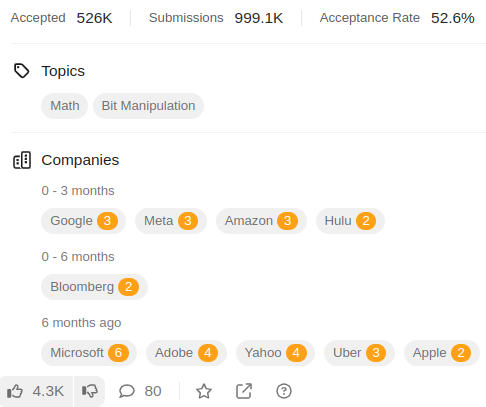 Accepted 526K Submissions 999.1K Acceptance Rate 52.6%
Topics
Math Bit Manipulation
Companies
0 - 3 months
Google 3 Meta 3 Amazon 3 Hulu 2
0 - 6 months
Bloomberg 2
6 months ago
Microsoft 6 Adobe 4 Yahoo 4 Uber 3 Apple 2
4.3K 80